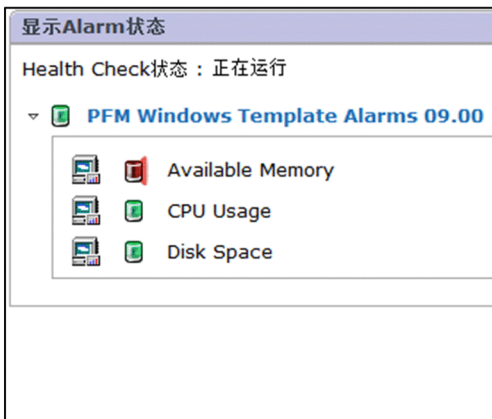 显示Alarm状态
Health Check状态：正在运行
PFM Windows Template Alarms 09.00
Available Memory
CPU Usage
Disk Space